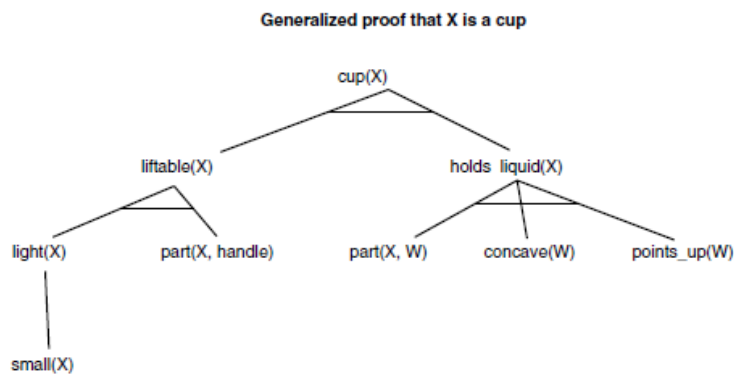 Generalized proof that X is a cup
cup(X)
liftable(X) holds liquid(X)
light(X) part(X, handle) part(X, W) concave(W) points_up(W)
small(X)